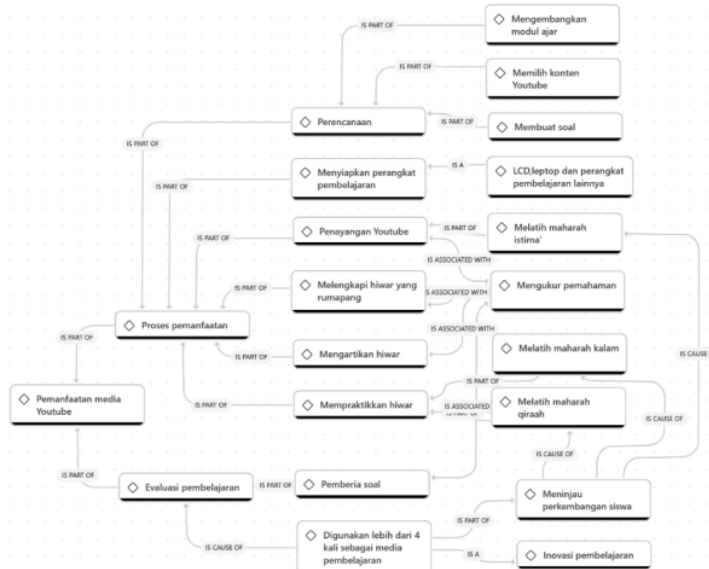 Mengembangkan
modul ajar
IS PART OF
IS PART OF
Memilih konten
Youtube
Perencanaan
IS PART OF
Membuat soal
IS PART OF
Menyiapkan perangkat
pembelajaran
IS A
LCD,leptop dan perangkat
pembelajaran lainnya
IS PART OF
Penayangan Youtube
IS PART OF
Melatih maharah
istima'
IS PART OF
IS ASSOCIATED WITH
Melengkapi hiwar yang
rumapang
S ASSOCIATED WITH
Mengukur pemahaman
IS PART OF
Proses pemanfaatan
IS ASSOCIATED WITH
IS PART OF
Mengartikan hiwar
Melatih maharah kalam
IS CAUSE
IS PART OF
IS PART OF
Pemanfaatan media
Youtube
IS PART OF
Mempraktikkan hiwar
IS ASSOCIATED
Melatih maharah
qiraah
IS CAUSE OF
IS CAUSE OF
IS PART OF
Evaluasi pembelajaran
IS PART OF
Pemberia soal
Meninjau
perkembangan siswa
IS PART OF
Digunakan lebih dari 4
kali sebagai media
pembelajaran
IS CAUSE OF
IS A
Inovasi pembelajaran